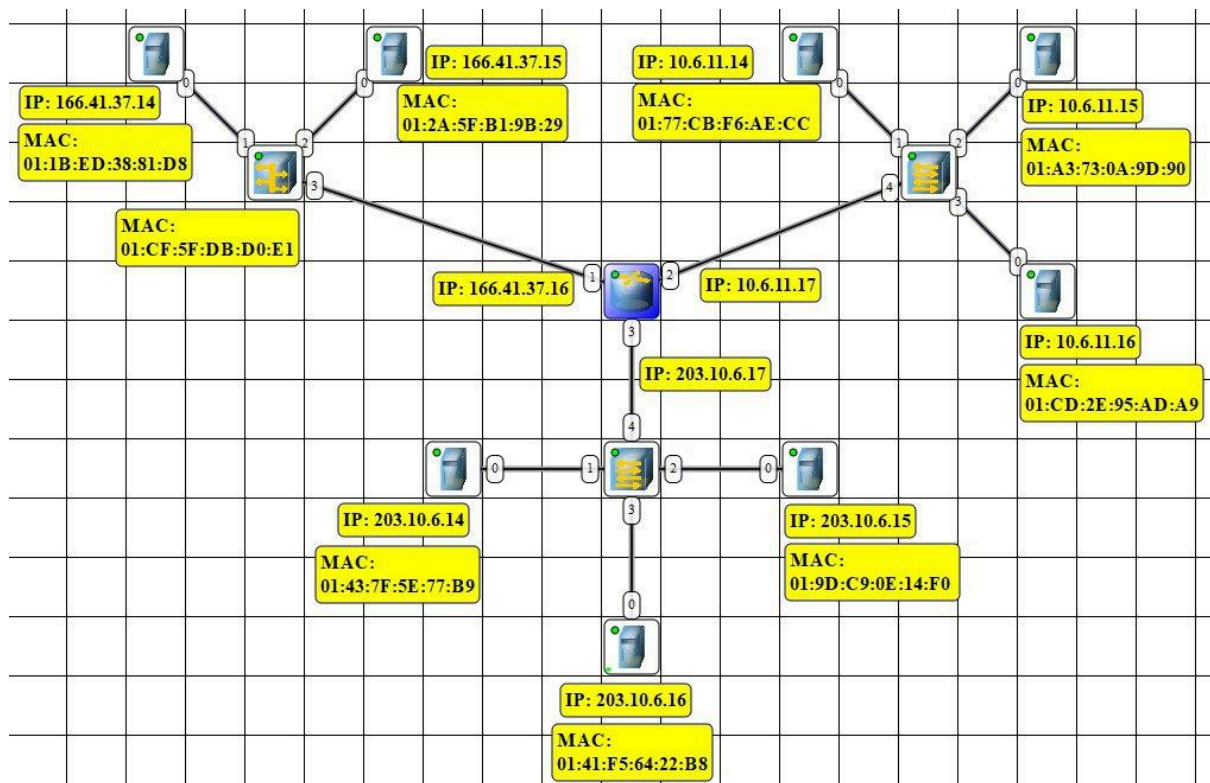 IP: 166.41.37.15
IP: 10.6.11.14
IP: 166.41.37.14
MAC:
01:2A:5F:B1:9B:29
MAC:
01:77:CB:F6:AE:CC
IP: 10.6.11.15
MAC:
01:1B:ED:38:81:D8
MAC:
01:A3:73:0A:9D:90
0
0
0
0
1
2
1
2
3
4
3
0
MAC:
01:CF:5F:DB:D0:E1
IP: 166.41.37.16
1
2
IP: 10.6.11.17
3
IP: 10.6.11.16
IP: 203.10.6.17
MAC:
01:CD:2E:95:AD:A9
4
0
1
2
0
3
IP: 203.10.6.14
IP: 203.10.6.15
MAC:
01:43:7F:5E:77:B9
MAC:
01:9D:C9:0E:14:F0
0
IP: 203.10.6.16
MAC:
01:41:F5:64:22:B8